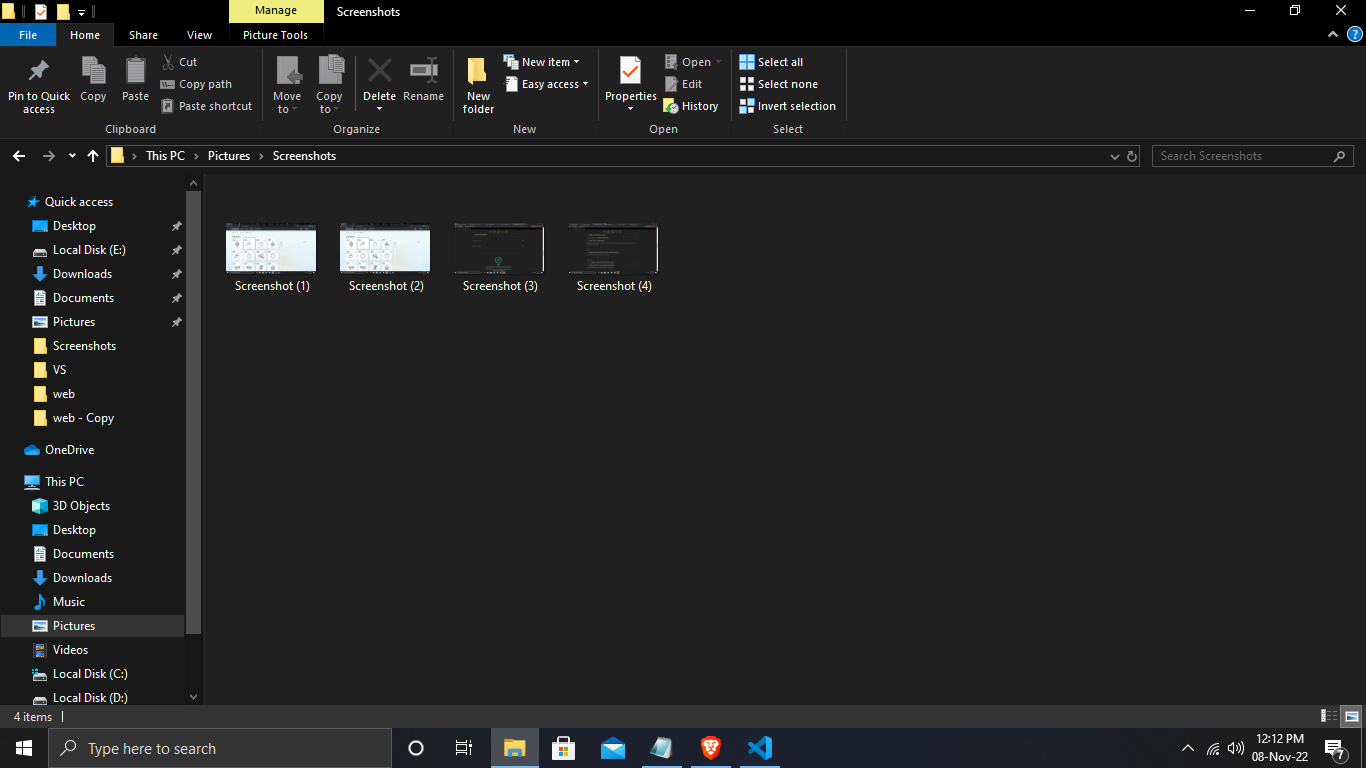 Manage
Screenshots
File
Home
Share
View
Picture Tools
Pin to Quick access
Copy
Paste
Cut
Copy path
Paste shortcut
Clipboard
Move to
Copy to
Delete
Rename
Organize
New folder
New item
Easy access
New
Properties
Open
Edit
History
Open
Select all
Select none
Invert selection
Select
This PC > Pictures > Screenshots
Search Screenshots
Quick access
Desktop
Local Disk (E:)
Downloads
Documents
Pictures
Screenshots
VS
web
web - Copy
OneDrive
This PC
3D Objects
Desktop
Documents
Downloads
Music
Pictures
Videos
Local Disk (C:)
Local Disk (D:)
Screenshot (1)
Screenshot (2)
Screenshot (3)
Screenshot (4)
4 items
Type here to search
12:12 PM
08-Nov-22
7